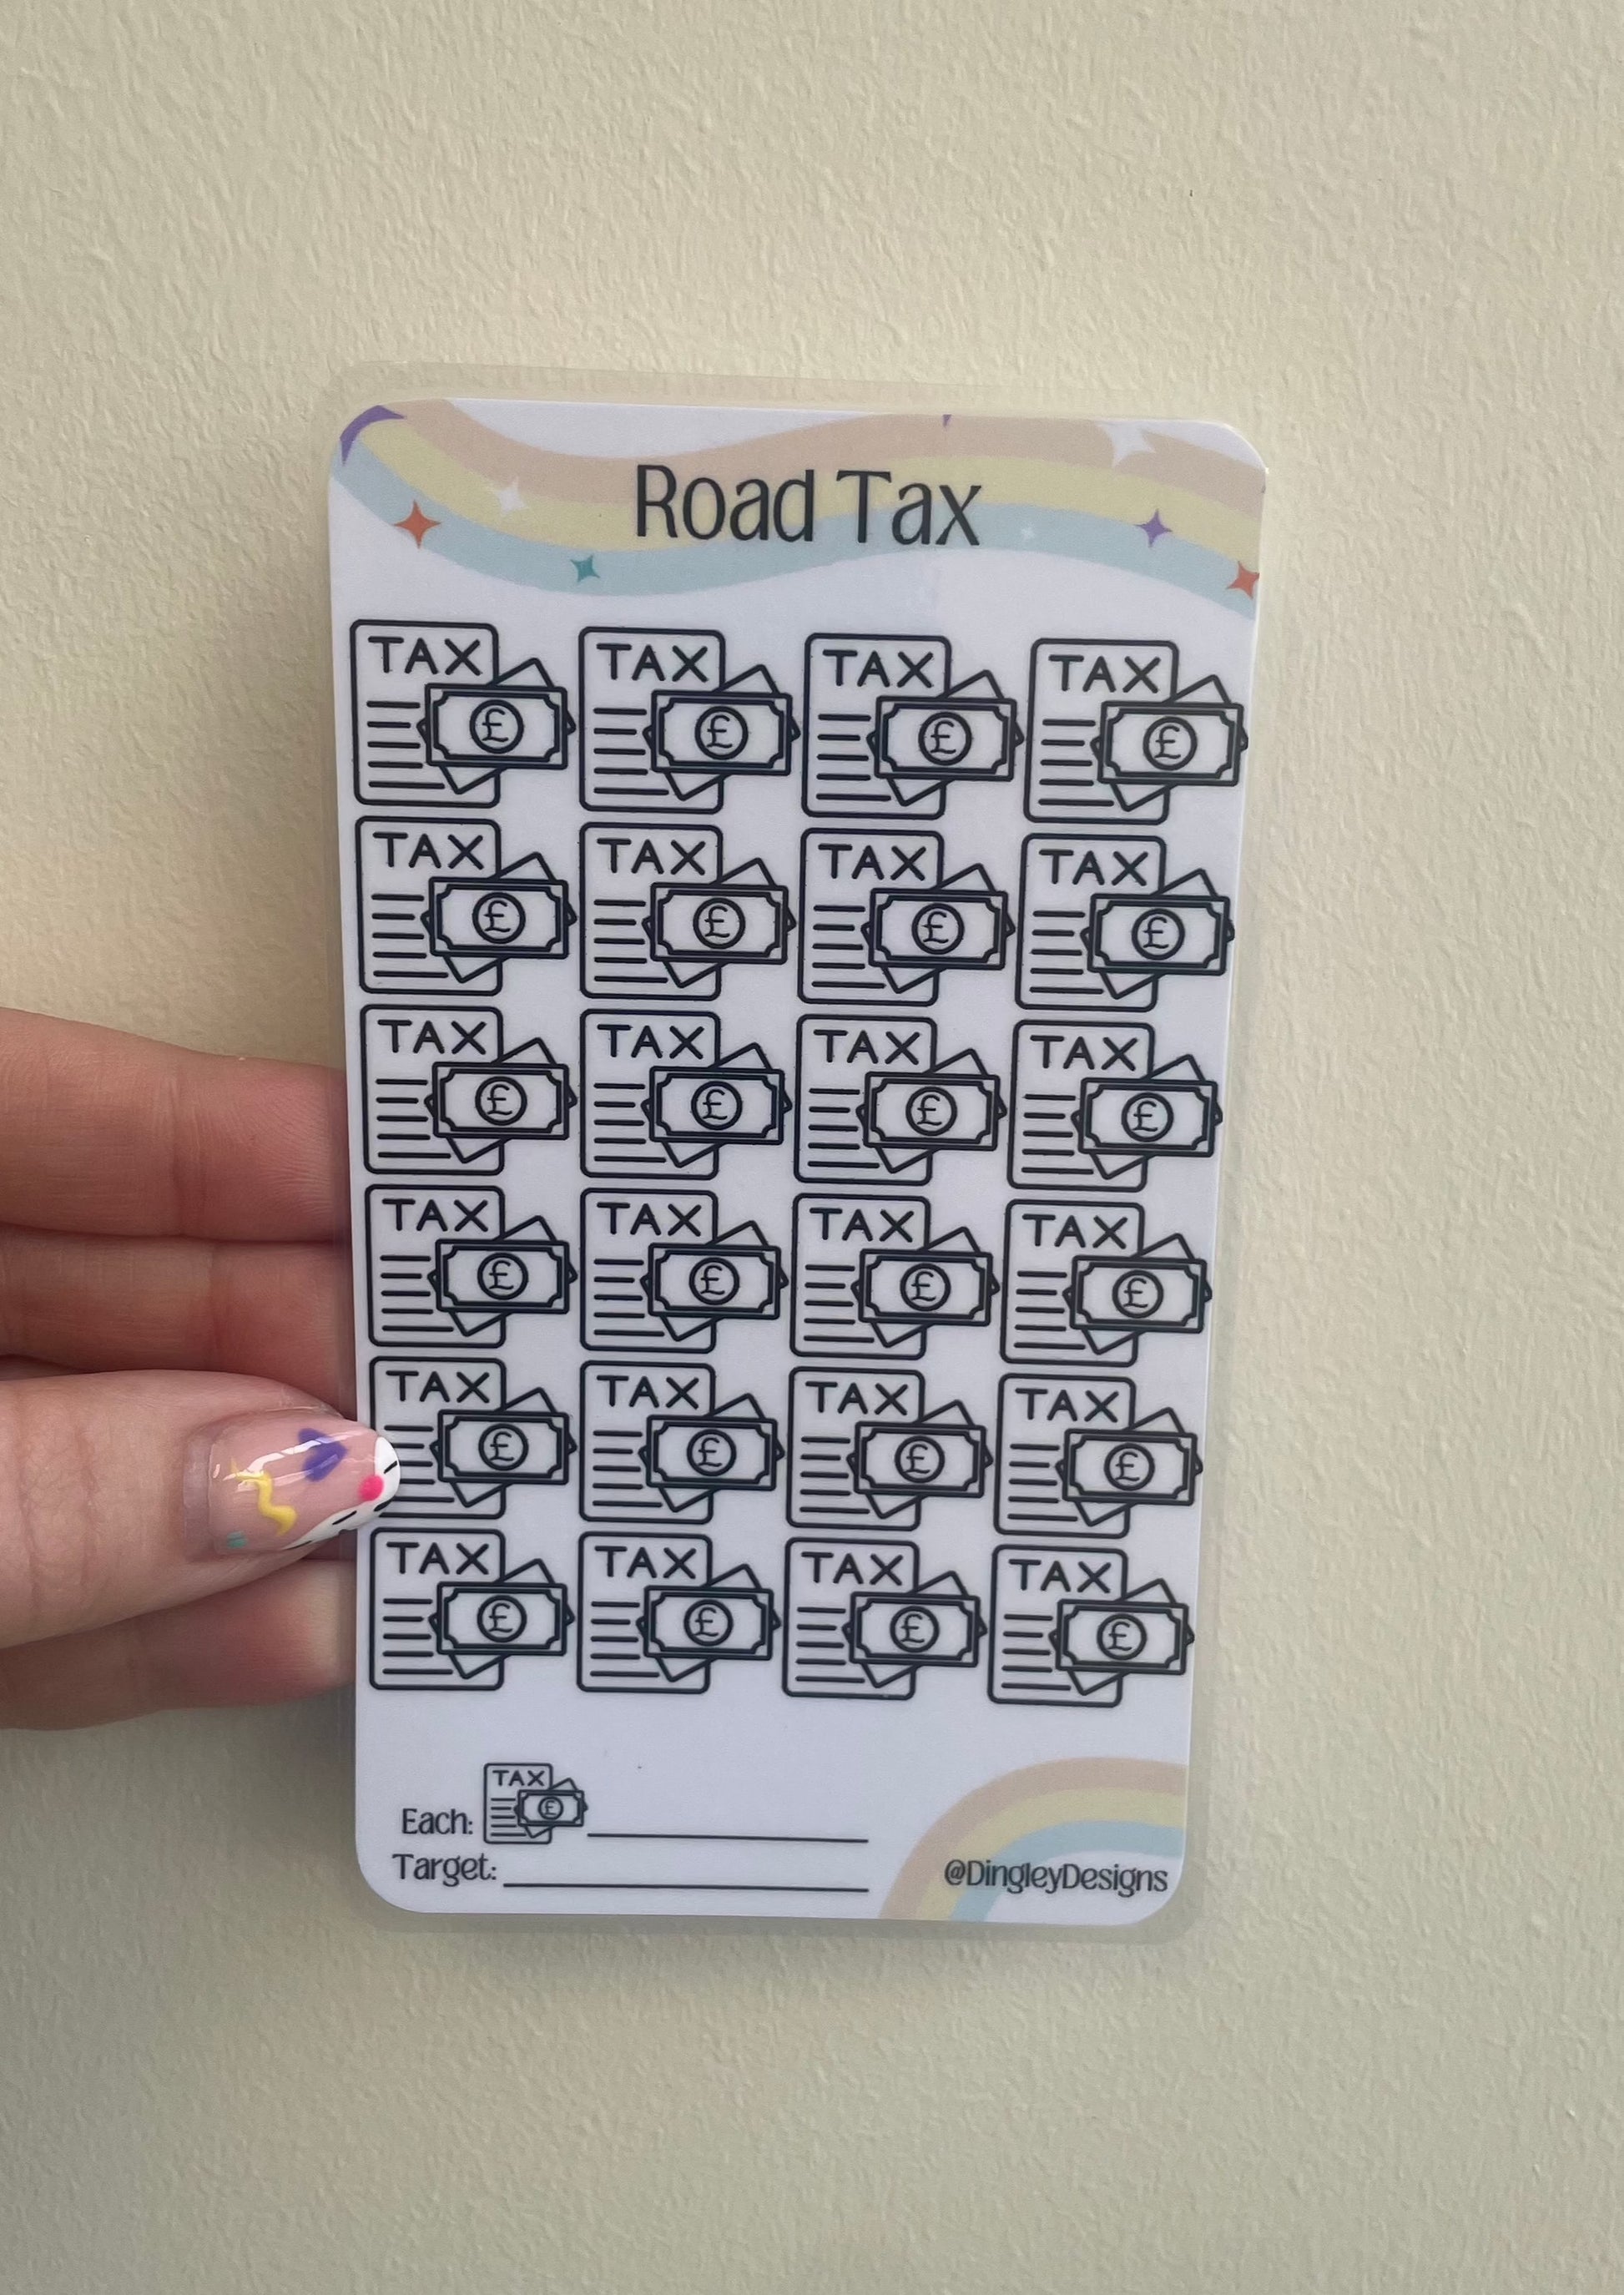 Road Tax
TAX TAX TAX TAX
£ £ £ £
TAX TAX TAX TAX
£ £ £ £
TAX TAX TAX TAX
£ £ £ £
TAX TAX TAX TAX
£ £ £ £
TAX TAX TAX TAX
£ £ £ £
TAX TAX TAX TAX
£ £ £ £
TAX
£
Each:
Target:
@DingleyDesigns